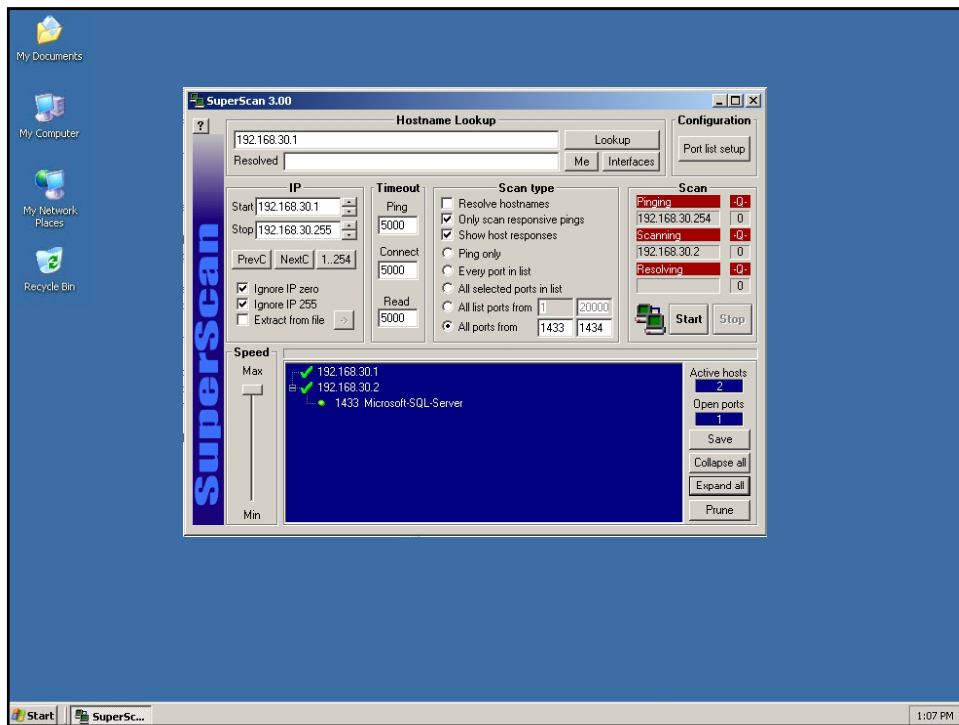 My Documents
My Computer
My Network
Places
Recycle Bin
SuperScan 3.00
?
SuperScan
Hostname Lookup
192.168.30.1
Lookup
Resolved
Me
Interfaces
Configuration
Port list setup
IP
Start 192.168.30.1
Stop 192.168.30.255
PrevC NextC 1..254
Ignore IP zero
Ignore IP 255
Extract from file ->
Timeout
Ping
5000
Connect
5000
Read
5000
Scan type
Resolve hostnames
Only scan responsive pings
Show host responses
Ping only
Every port in list
All selected ports in list
All list ports from 1 20000
All ports from 1433 1434
Scan
Pinging -Q-
192.168.30.254 0
Scanning -Q-
192.168.30.2 0
Resolving -Q-
0
Start Stop
Speed
Max
Min
192.168.30.1
192.168.30.2
1433 Microsoft-SQL-Server
Active hosts
2
Open ports
1
Save
Collapse all
Expand all
Prune
Start
SuperSc...
1:07 PM